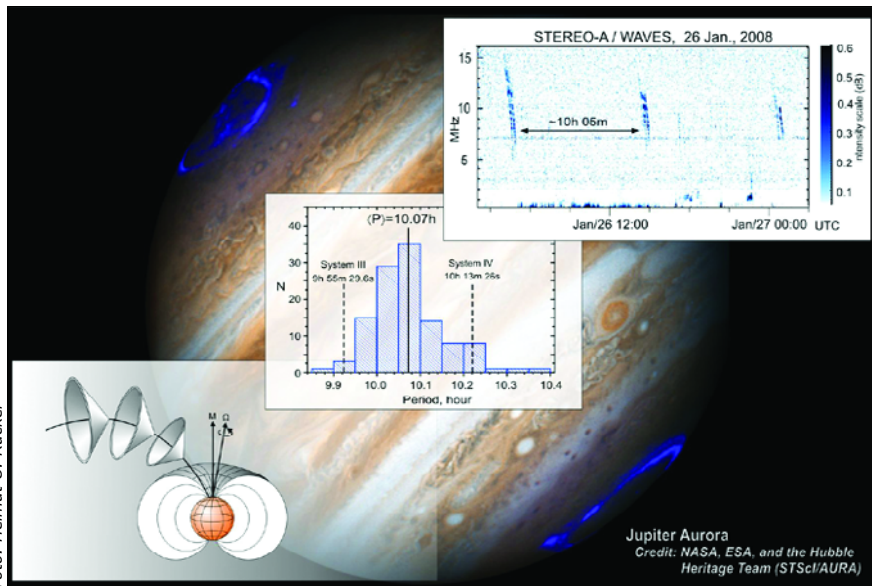 STEREO-A / WAVES, 26 Jan., 2008
15
10
5
MHz
~10h 05m
0.6
0.5
0.4
0.3
0.2
0.1
intensity scale (dB)
Jan/26 12:00
Jan/27 00:00
UTC
⟨P⟩=10.07h
System III
9h 55m 29.6s
System IV
10h 13m 26s
40
30
20
10
0
N
9.9
10.0
10.1
10.2
10.3
10.4
Period, hour
M
Ω
Jupiter Aurora
Credit: NASA, ESA, and the Hubble
Heritage Team (STScI/AURA)